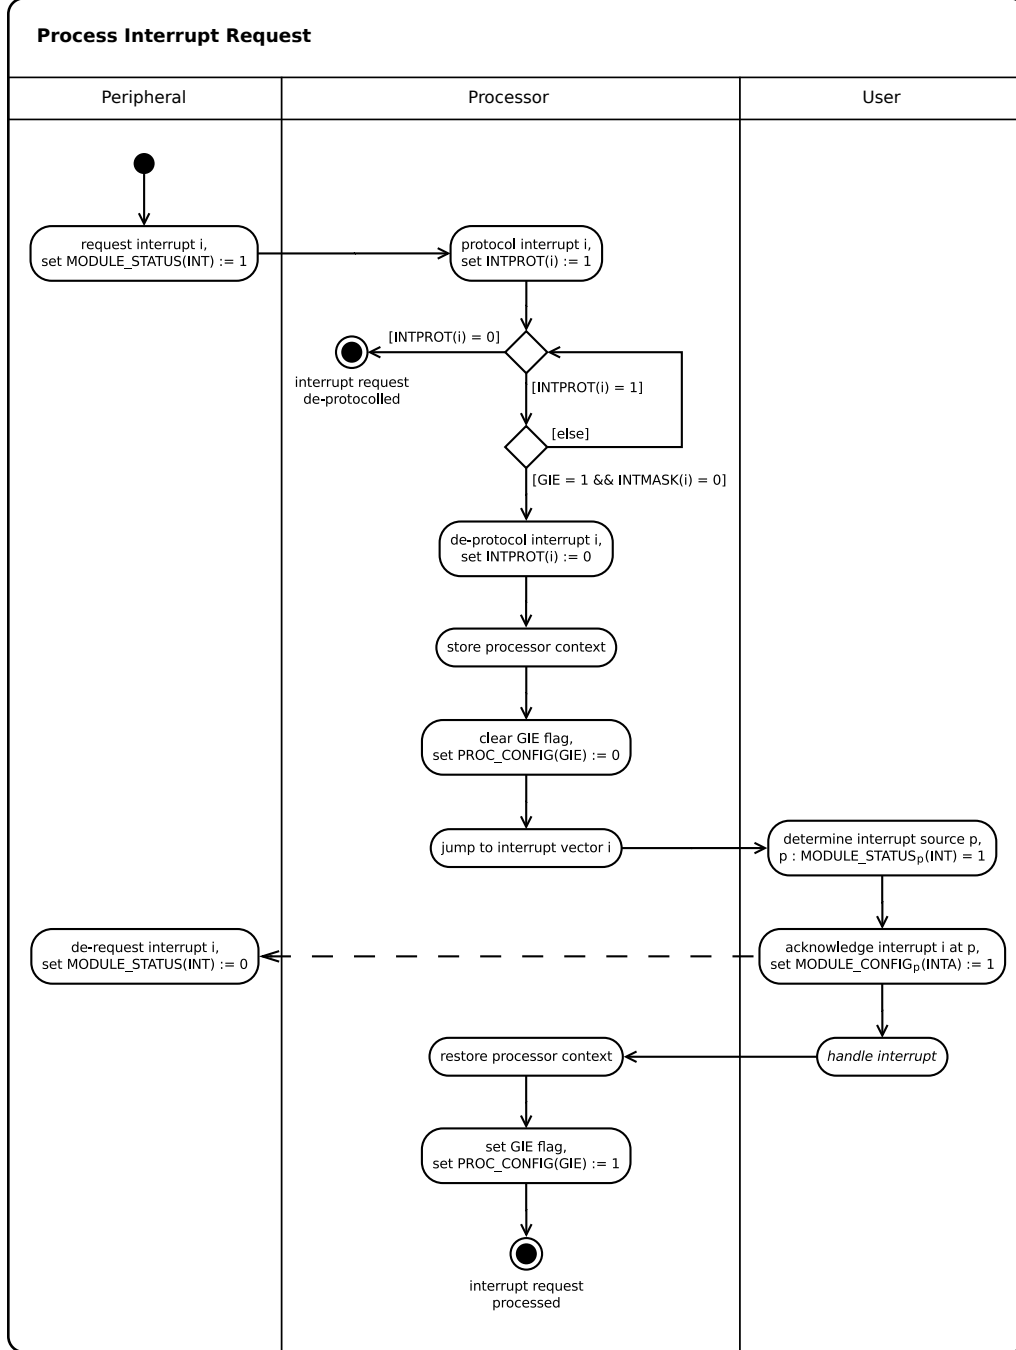 Process Interrupt Request
Peripheral
Processor
User
request interrupt i,
set MODULE_STATUS(INT) := 1
protocol interrupt i,
set INTPROT(i) := 1
[INTPROT(i) = 0]
interrupt request
de-protocolled
[INTPROT(i) = 1]
[else]
[GIE = 1 && INTMASK(i) = 0]
de-protocol interrupt i,
set INTPROT(i) := 0
store processor context
clear GIE flag,
set PROC_CONFIG(GIE) := 0
jump to interrupt vector i
determine interrupt source p,
p : MODULE_STATUSₚ(INT) = 1
de-request interrupt i,
set MODULE_STATUS(INT) := 0
acknowledge interrupt i at p,
set MODULE_CONFIGₚ(INTA) := 1
restore processor context
handle interrupt
set GIE flag,
set PROC_CONFIG(GIE) := 1
interrupt request
processed